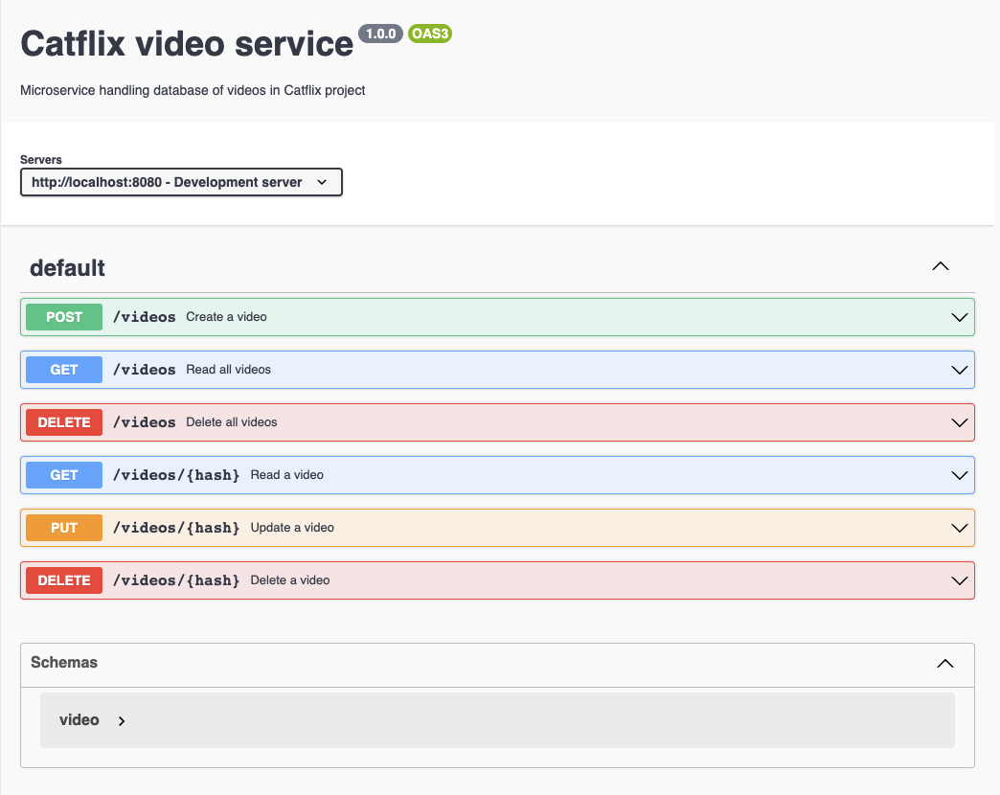 Catflix video service 1.0.0 OAS3
Microservice handling database of videos in Catflix project
Servers
http://localhost:8080 - Development server
default
POST /videos Create a video
GET /videos Read all videos
DELETE /videos Delete all videos
GET /videos/{hash} Read a video
PUT /videos/{hash} Update a video
DELETE /videos/{hash} Delete a video
Schemas
video